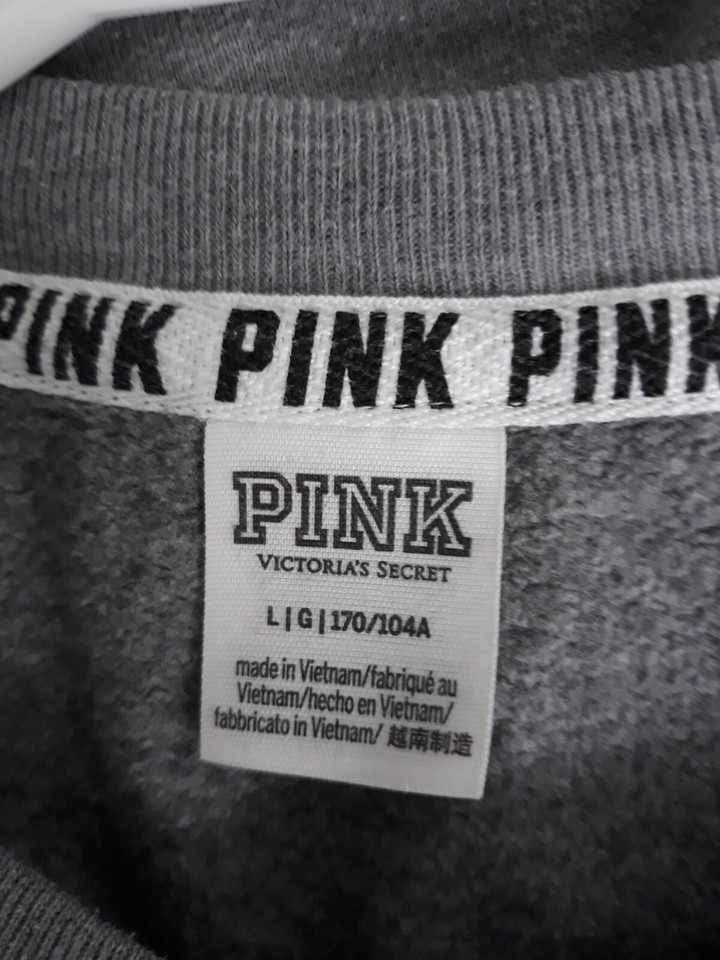 PINK PINK PINK
PINK
VICTORIA'S SECRET
L | G | 170/104A
made in Vietnam/fabriqué au
Vietnam/hecho en Vietnam/
fabbricato in Vietnam/ 越南制造